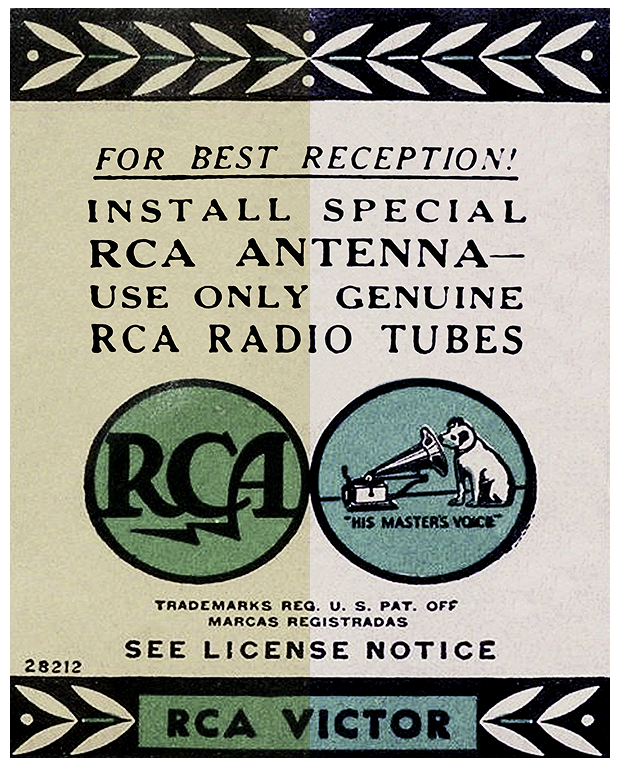 FOR BEST RECEPTION!
INSTALL SPECIAL
RCA ANTENNA—
USE ONLY GENUINE
RCA RADIO TUBES
RCA
"HIS MASTER'S VOICE"
TRADEMARKS REG. U. S. PAT. OFF
MARCAS REGISTRADAS
SEE LICENSE NOTICE
28212
RCA VICTOR